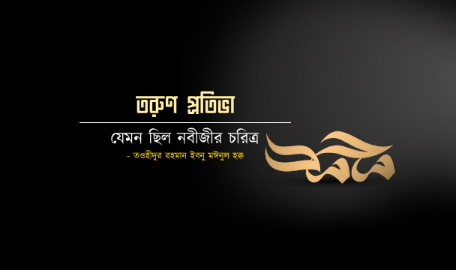 তরুণ প্রতিভা
যেমন ছিল নবীজীর চরিত্র
- তওহীদুর রহমান ইবনু মঈনুল হক্ব